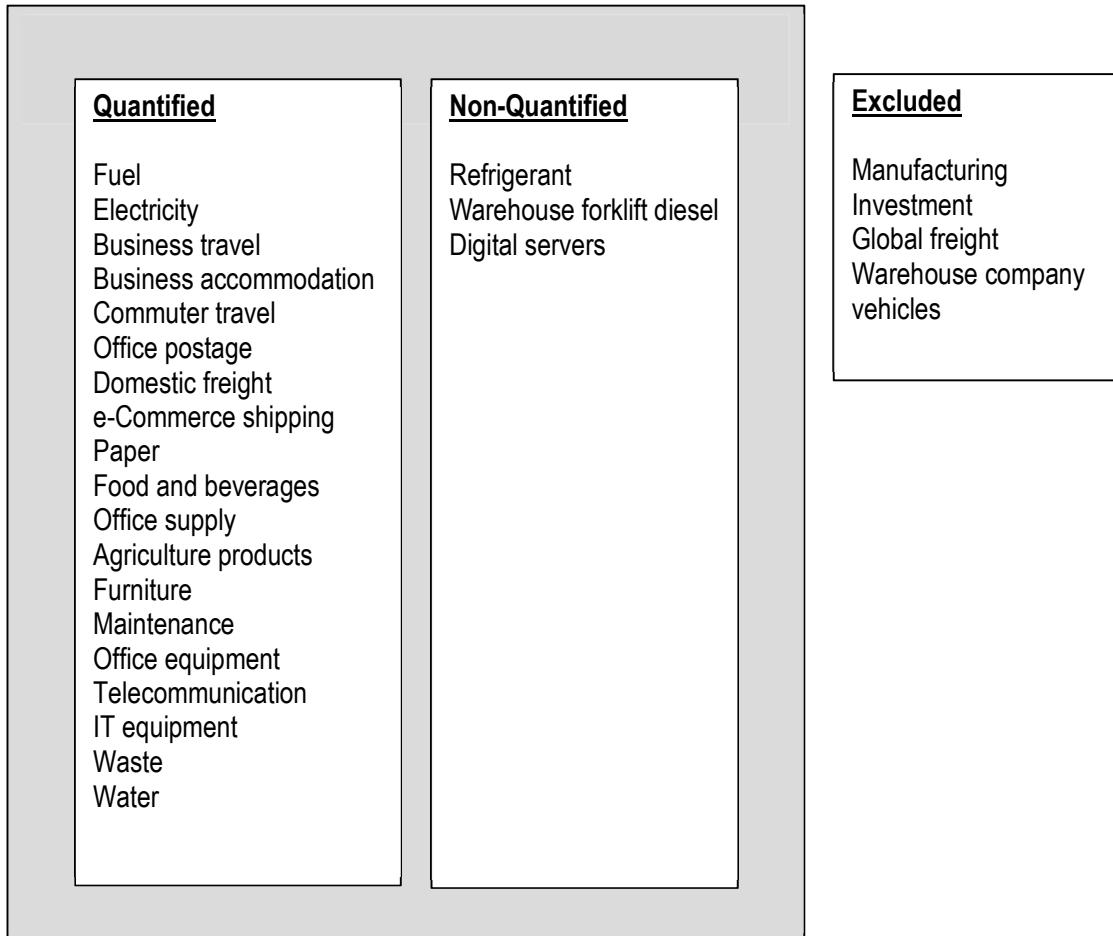 Quantified
Fuel
Electricity
Business travel
Business accommodation
Commuter travel
Office postage
Domestic freight
e-Commerce shipping
Paper
Food and beverages
Office supply
Agriculture products
Furniture
Maintenance
Office equipment
Telecommunication
IT equipment
Waste
Water
Non-Quantified
Refrigerant
Warehouse forklift diesel
Digital servers
Excluded
Manufacturing
Investment
Global freight
Warehouse company
vehicles